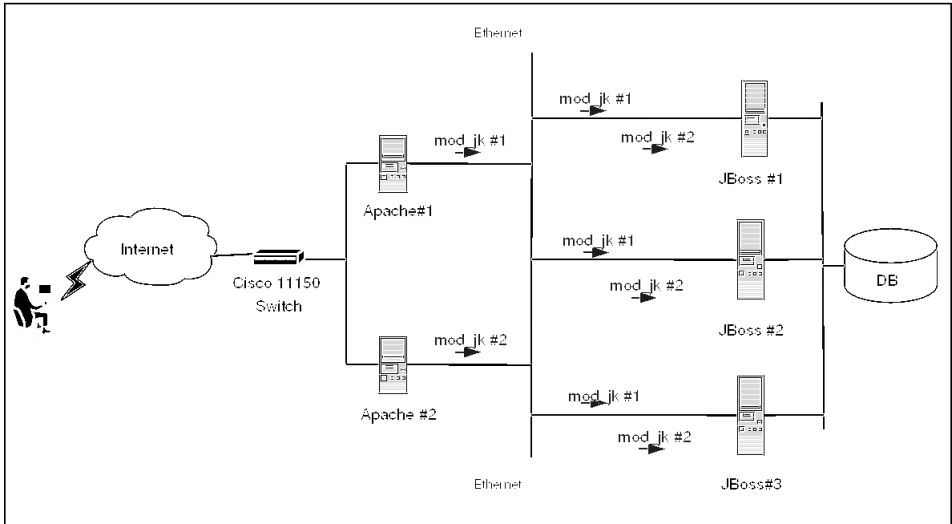 Ethernet
mod_jk #1
mod_jk #2
JBoss #1
mod_jk #1
Apache#1
Internet
Cisco 11150
Switch
mod_jk #1
mod_jk #2
JBoss #2
DB
mod_jk #2
Apache #2
mod_jk #1
mod_jk #2
JBoss#3
Ethernet